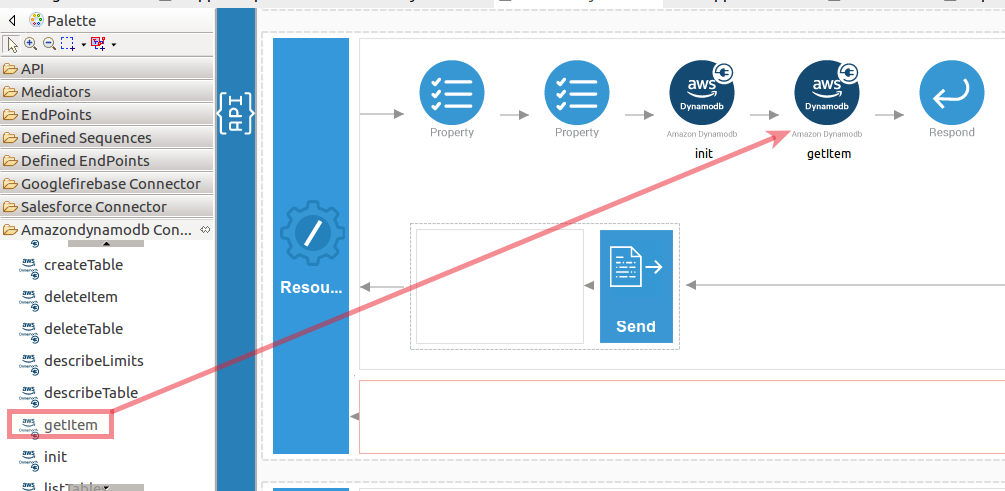 Palette
API
Mediators
EndPoints
Defined Sequences
Defined EndPoints
Googlefirebase Connector
Salesforce Connector
Amazondynamodb Con...
createTable
deleteItem
deleteTable
describeLimits
describeTable
getItem
init
listTables
{API}
Resou...
Property
Property
aws
Dynamodb
Amazon Dynamodb
init
aws
Dynamodb
Amazon Dynamodb
getItem
Respond
Send